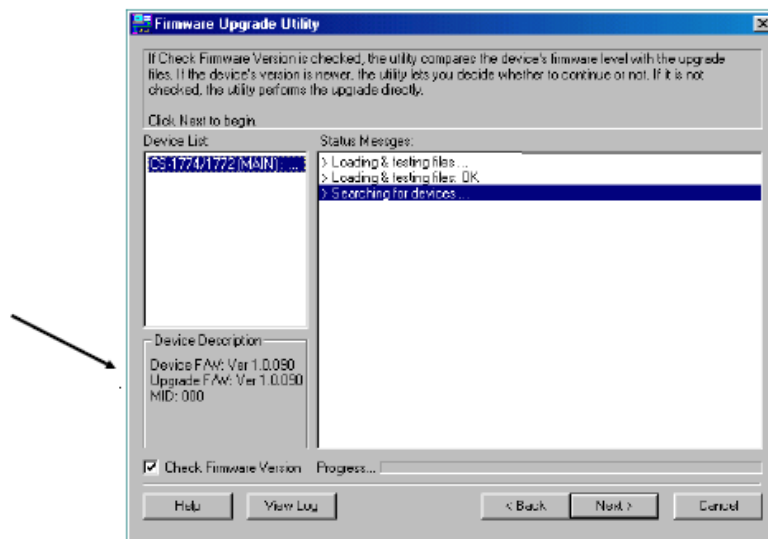 Firmware Upgrade Utility
If Check Firmware Version is checked, the utility compares the device's firmware level with the upgrade
files. If the device's version is newer, the utility lets you decide whether to continue or not. If it is not
checked, the utility performs the upgrade directly.
Click Next to begin.
Device List:
Status Messges:
CS-1774/1772 [MAIN]: ...
> Loading & testing files ...
> Loading & testing files: OK
> Searching for devices ...
Device Description
Device F/W: Ver 1.0.090
Upgrade F/W: Ver 1.0.090
MID: 000
Check Firmware Version
Progress...
Help
View Log
< Back
Next >
Cancel